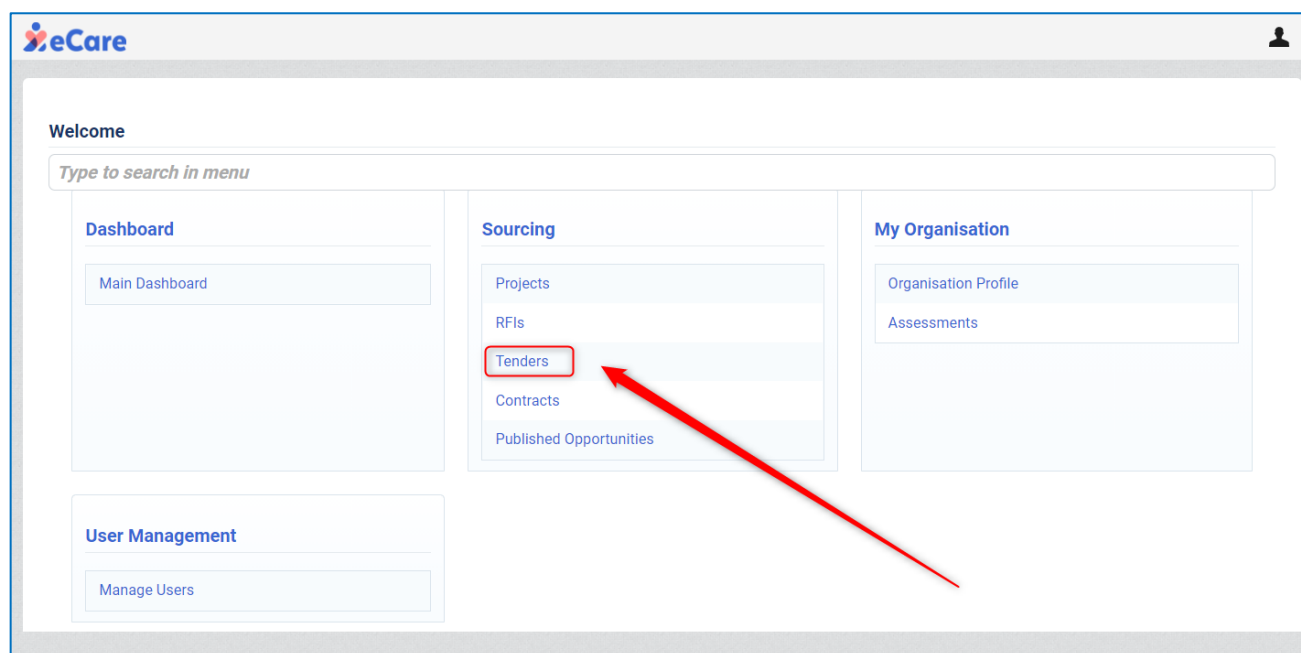 eCare
Welcome
Type to search in menu
Dashboard
Main Dashboard
Sourcing
Projects
RFIs
Tenders
Contracts
Published Opportunities
My Organisation
Organisation Profile
Assessments
User Management
Manage Users